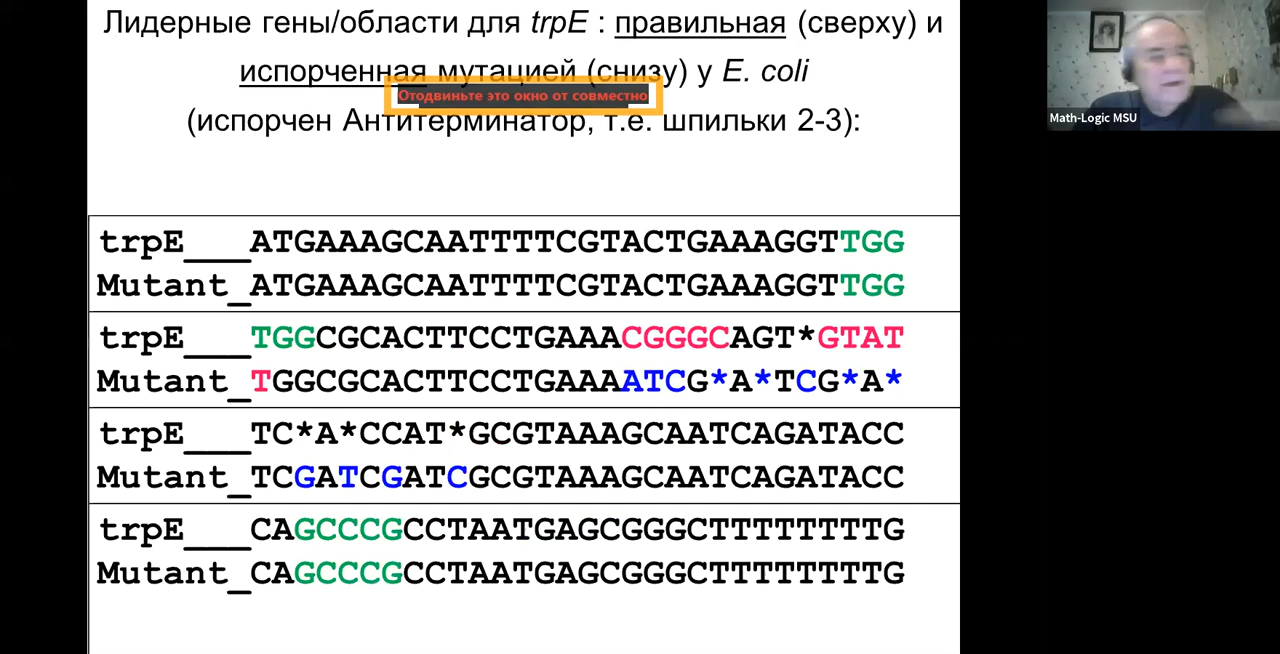 Лидерные гены/области для trpE : правильная (сверху) и
испорченная мутацией (снизу) у E. coli
Отодвиньте это окно от совместно
(испорчен Антитерминатор, т.е. шпильки 2-3):
Math-Logic MSU
trpE___ATGAAAGCAATTTTCGTACTGAAAGGTTGG
Mutant_ATGAAAGCAATTTTCGTACTGAAAGGTTGG
trpE___TGGCGCACTTCCTGAAACGGGCAGT*GTAT
Mutant_TGGCGCACTTCCTGAAAATCG*A*TCG*A*
trpE___TC*A*CCAT*GCGTAAAGCAATCAGATACC
Mutant_TCGATCGATCGCGTAAAGCAATCAGATACC
trpE___CAGCCCGCCTAATGAGCGGGCTTTTTTTTG
Mutant_CAGCCCGCCTAATGAGCGGGCTTTTTTTTG